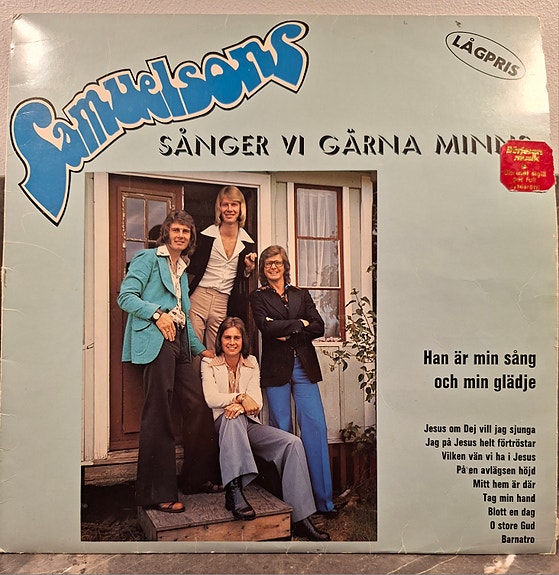 Samuelsons
LÅGPRIS
SÅNGER VI GÄRNA MINNS
musik
Han är min sång
och min glädje
Jesus om Dej vill jag sjunga
Jag på Jesus helt förtröstar
Vilken vän vi ha i Jesus
På en avlägsen höjd
Mitt hem är där
Tag min hand
Blott en dag
O store Gud
Barnatro